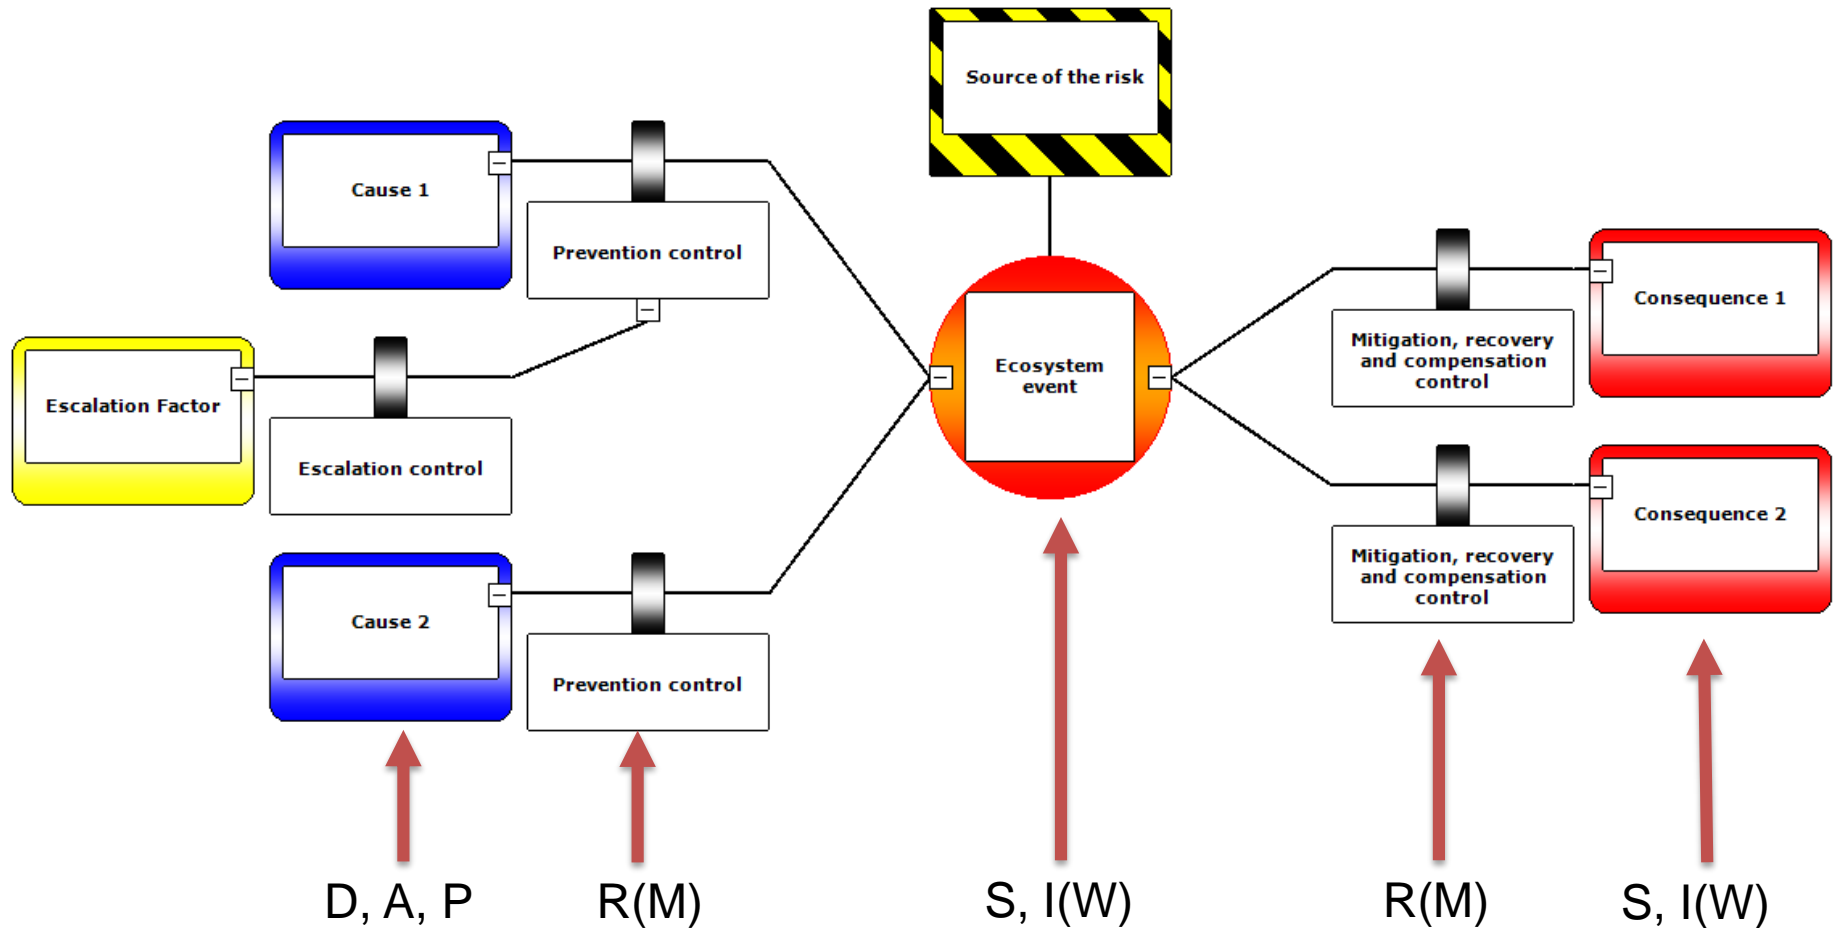 Source of the risk
Cause 1
Prevention control
Escalation Factor
Escalation control
Cause 2
Prevention control
Ecosystem
event
Mitigation, recovery
and compensation
control
Consequence 1
Mitigation, recovery
and compensation
control
Consequence 2
D, A, P
R(M)
S, I(W)
R(M)
S, I(W)